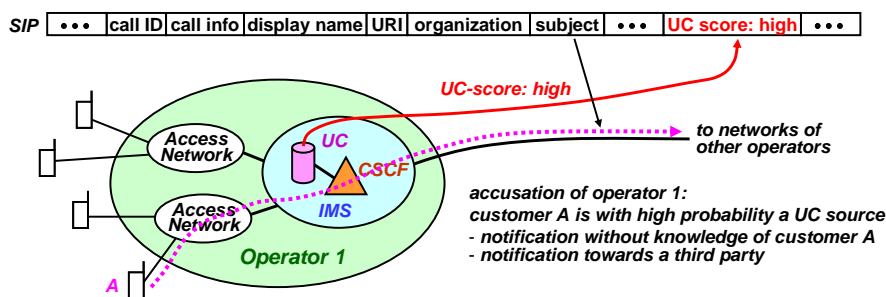 SIP ••• call ID call info display name URI organization subject ••• UC score: high •••
UC-score: high
Access
Network
UC
CSCF
to networks of
other operators
IMS
Access
Network
Operator 1
A
accusation of operator 1:
customer A is with high probability a UC source
- notification without knowledge of customer A
- notification towards a third party